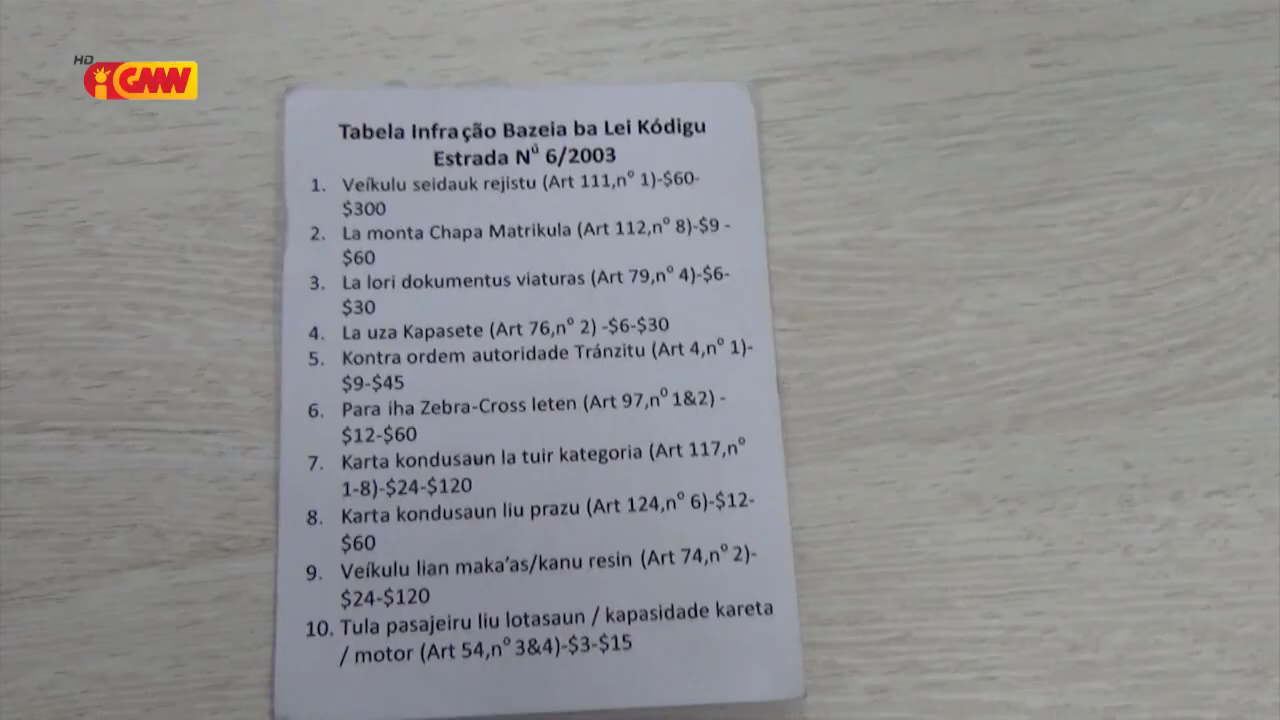 HD
GMN
Tabela Infração Bazeia ba Lei Kódigu
Estrada Nº 6/2003
1. Veíkulu seidauk rejistu (Art 111,nº 1)-$60-
$300
2. La monta Chapa Matrikula (Art 112,nº 8)-$9 -
$60
3. La lori dokumentus viaturas (Art 79,nº 4)-$6-
$30
4. La uza Kapasete (Art 76,nº 2) -$6-$30
5. Kontra ordem autoridade Tránzitu (Art 4,nº 1)-
$9-$45
6. Para iha Zebra-Cross leten (Art 97,nº 1&2) -
$12-$60
7. Karta kondusaun la tuir kategoria (Art 117,nº
1-8)-$24-$120
8. Karta kondusaun liu prazu (Art 124,nº 6)-$12-
$60
9. Veíkulu lian maka’as/kanu resin (Art 74,nº 2)-
$24-$120
10. Tula pasajeiru liu lotasaun / kapasidade kareta
/ motor (Art 54,nº 3&4)-$3-$15